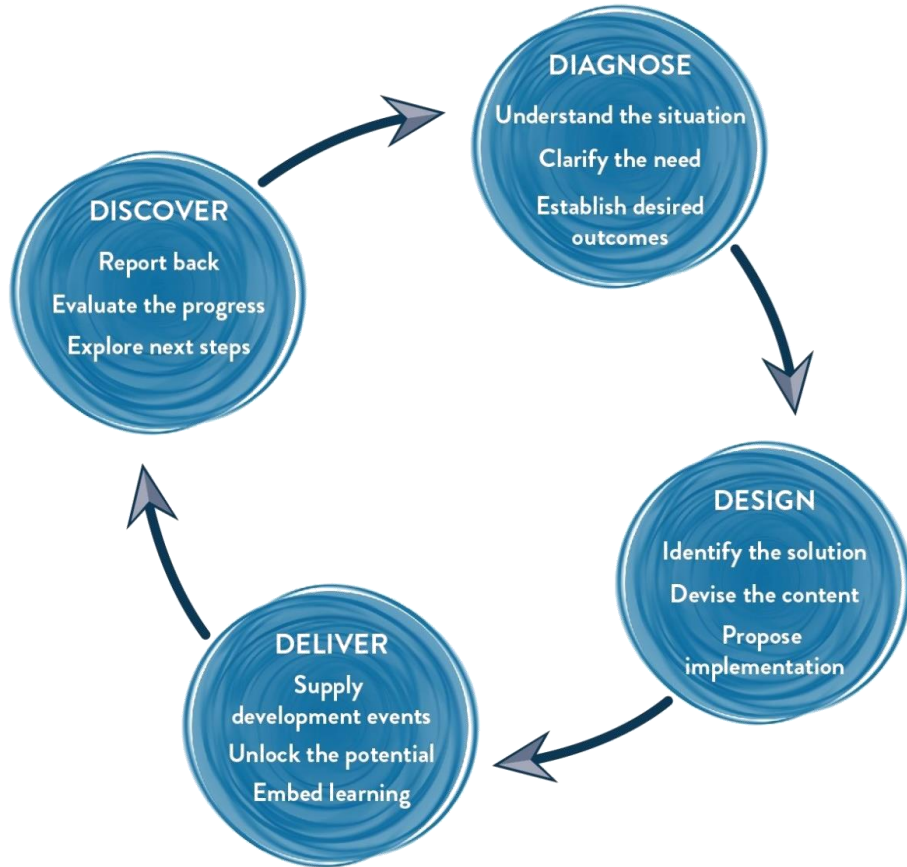 DIAGNOSE
Understand the situation
Clarify the need
Establish desired
outcomes
DESIGN
Identify the solution
Devise the content
Propose
implementation
DELIVER
Supply
development events
Unlock the potential
Embed learning
DISCOVER
Report back
Evaluate the progress
Explore next steps